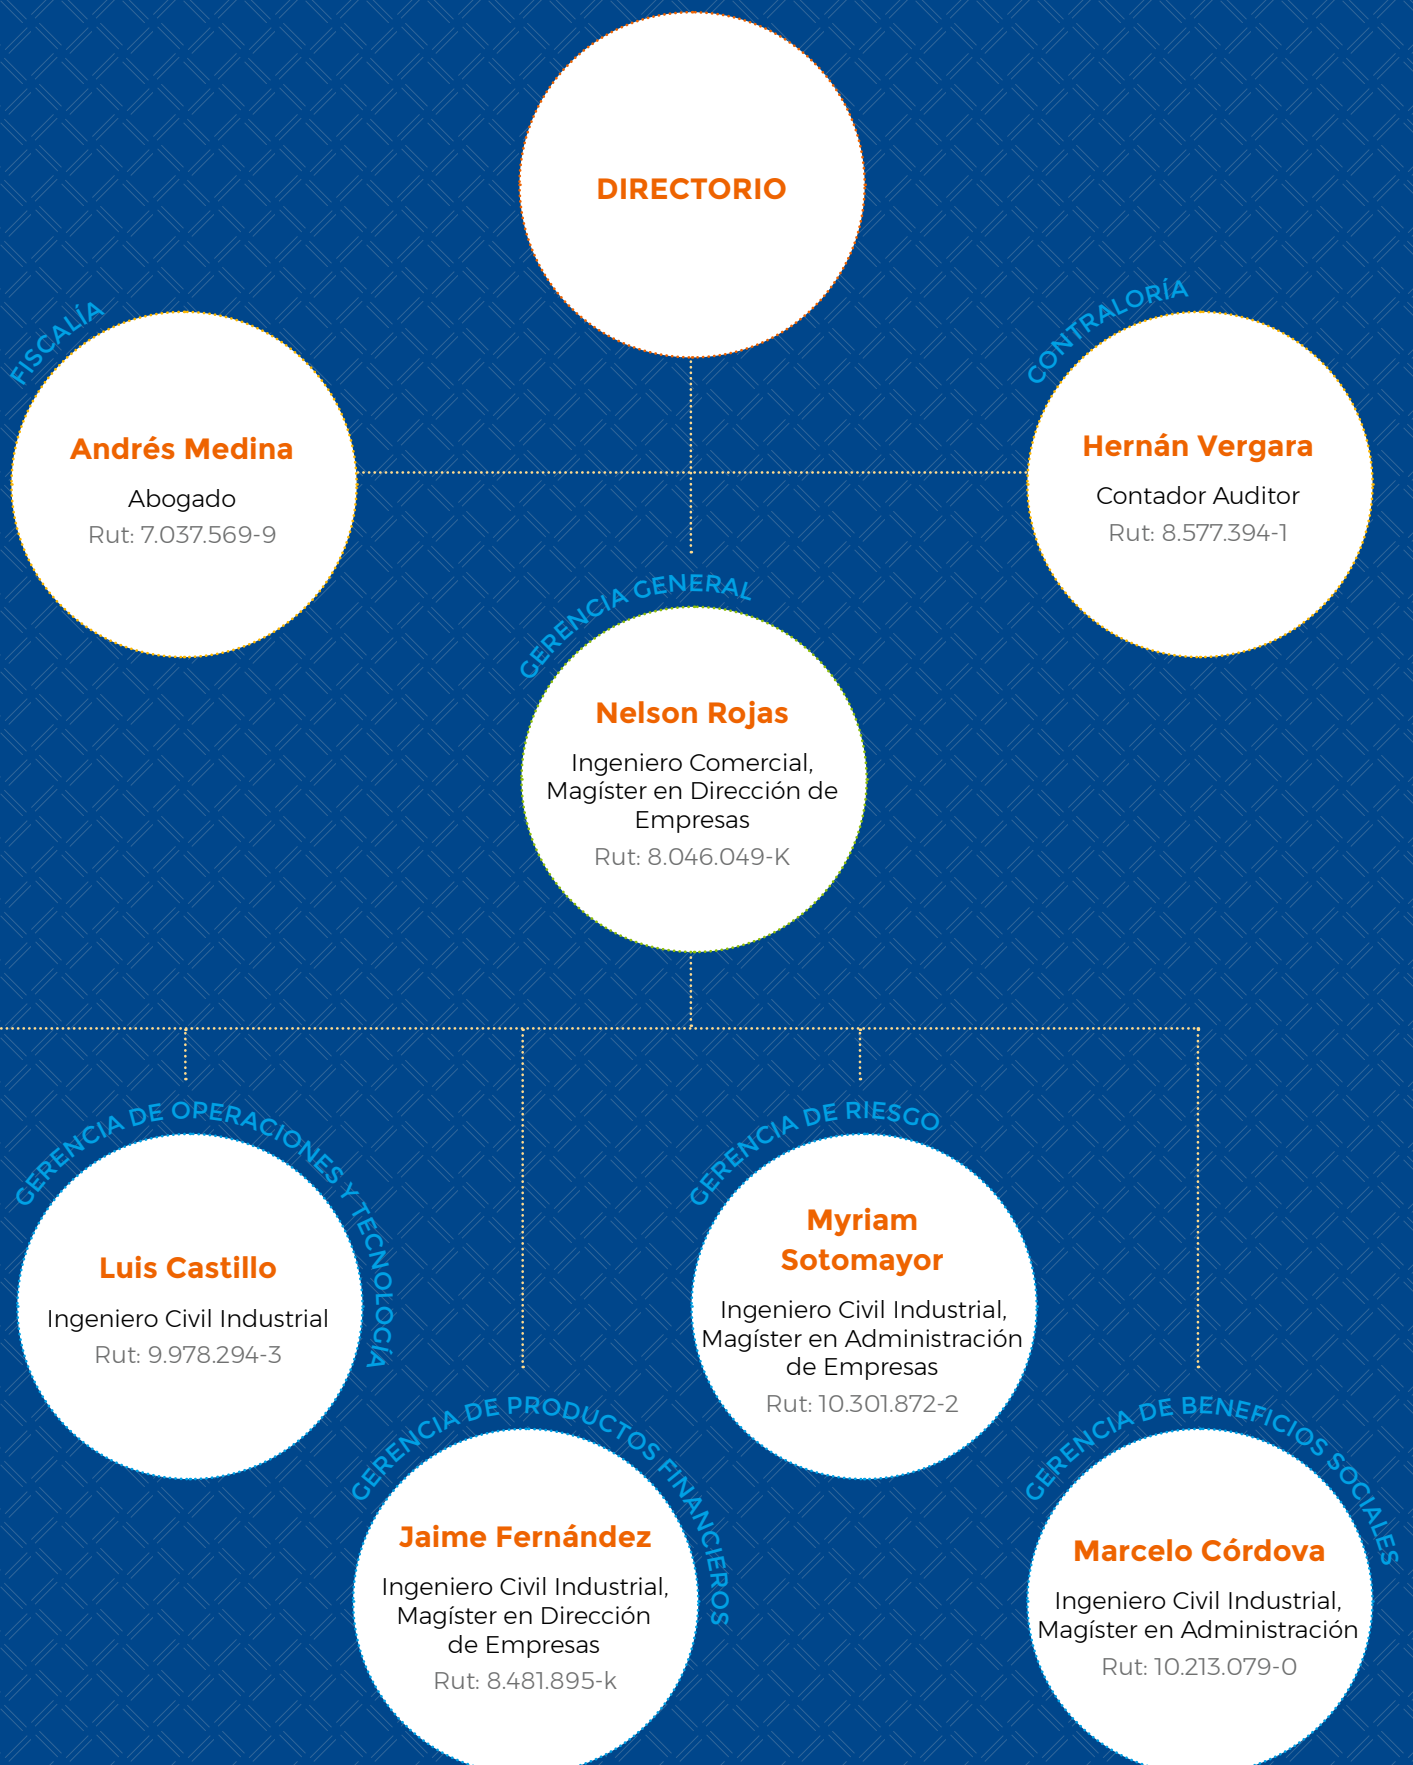 DIRECTORIO
FISCALÍA
Andrés Medina
Abogado
Rut: 7.037.569-9
CONTRALORÍA
Hernán Vergara
Contador Auditor
Rut: 8.577.394-1
GERENCIA GENERAL
Nelson Rojas
Ingeniero Comercial,
Magíster en Dirección de
Empresas
Rut: 8.046.049-K
GERENCIA DE OPERACIONES Y TECNOLOGÍA
Luis Castillo
Ingeniero Civil Industrial
Rut: 9.978.294-3
GERENCIA DE PRODUCTOS FINANCIEROS
Jaime Fernández
Ingeniero Civil Industrial,
Magíster en Dirección
de Empresas
Rut: 8.481.895-k
GERENCIA DE RIESGO
Myriam
Sotomayor
Ingeniero Civil Industrial,
Magíster en Administración
de Empresas
Rut: 10.301.872-2
GERENCIA DE BENEFICIOS SOCIALES
Marcelo Córdova
Ingeniero Civil Industrial,
Magíster en Administración
Rut: 10.213.079-0